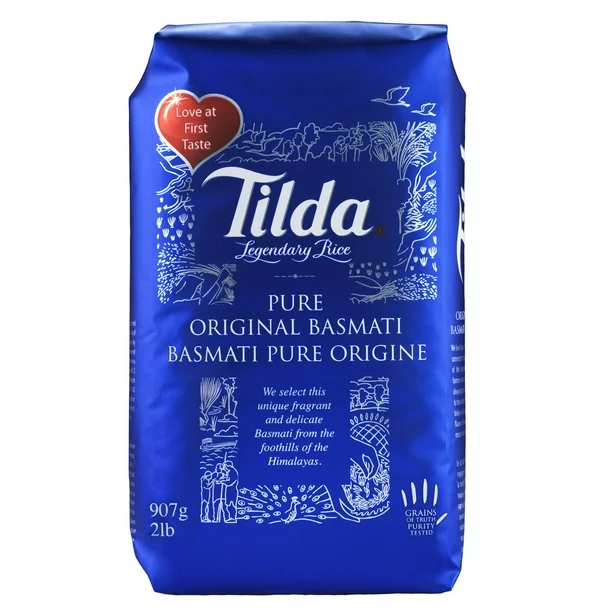 Love at
First
Taste
Tilda
Legendary Rice
PURE
ORIGINAL BASMATI
BASMATI PURE ORIGINE
We select this
unique fragrant
and delicate
Basmati from the
foothills of the
Himalayas.
907g
2lb
GRAINS
OF TRUTH
PURITY
TESTED